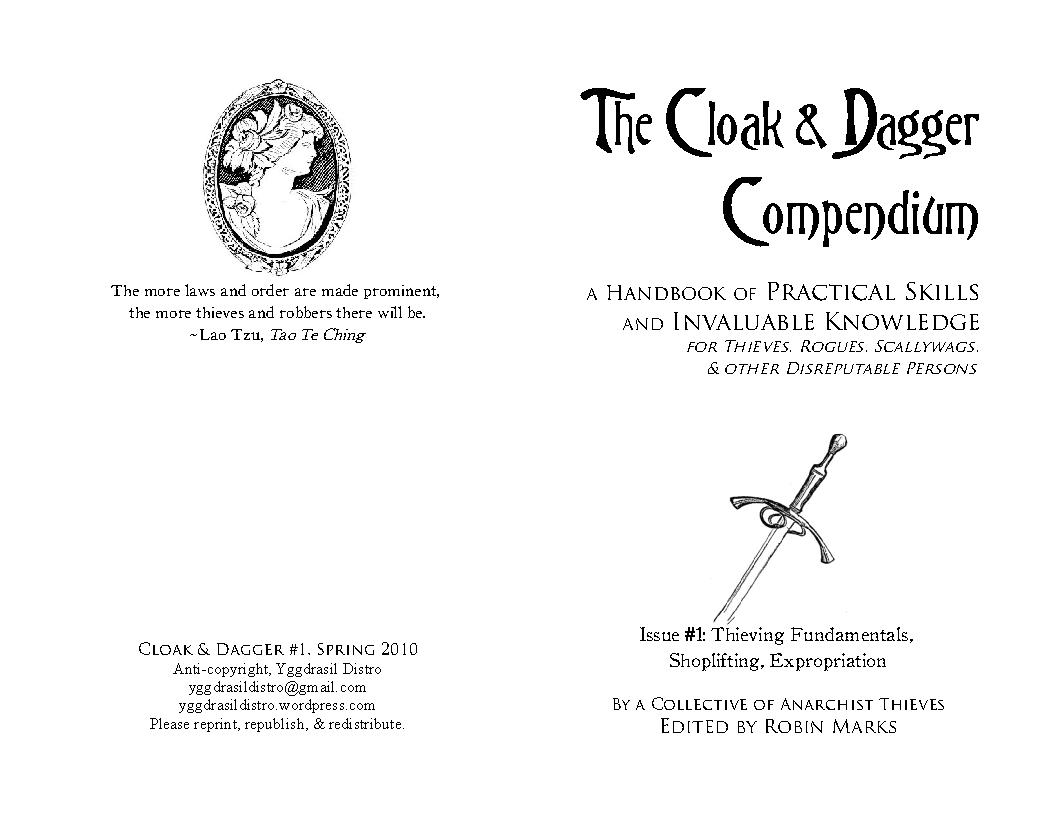 The more laws and order are made prominent,
the more thieves and robbers there will be.
~Lao Tzu, Tao Te Ching
Cloak & Dagger #1, Spring 2010
Anti-copyright, Yggdrasil Distro
yggdrasildistro@gmail.com
yggdrasildistro.wordpress.com
Please reprint, republish, & redistribute.
The Cloak & Dagger
Compendium
a Handbook of Practical Skills
and Invaluable Knowledge
for Thieves, Rogues, Scallywags,
& other Disreputable Persons
Issue #1: Thieving Fundamentals,
Shoplifting, Expropriation
By a Collective of Anarchist Thieves
Edited by Robin Marks